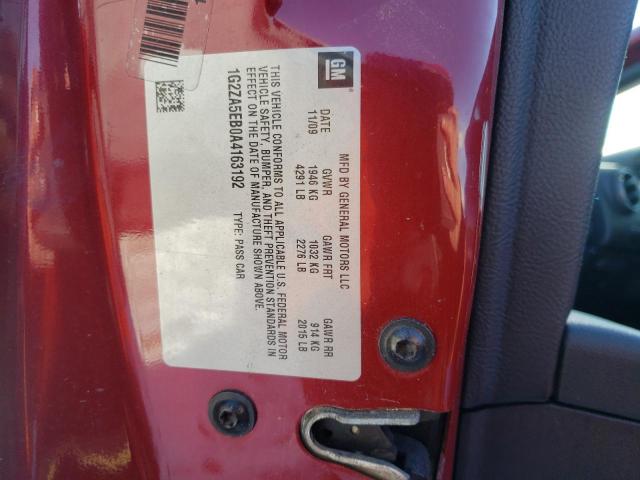 GM
MFD BY GENERAL MOTORS LLC
DATE GVWR GAWR FRT GAWR RR
11/09 1946 KG 1032 KG 914 KG
4291 LB 2276 LB 2015 LB
THIS VEHICLE CONFORMS TO ALL APPLICABLE U.S. FEDERAL MOTOR
VEHICLE SAFETY, BUMPER, AND THEFT PREVENTION STANDARDS IN
EFFECT ON THE DATE OF MANUFACTURE SHOWN ABOVE.
1G2ZA5EB0A4163192 TYPE: PASS CAR